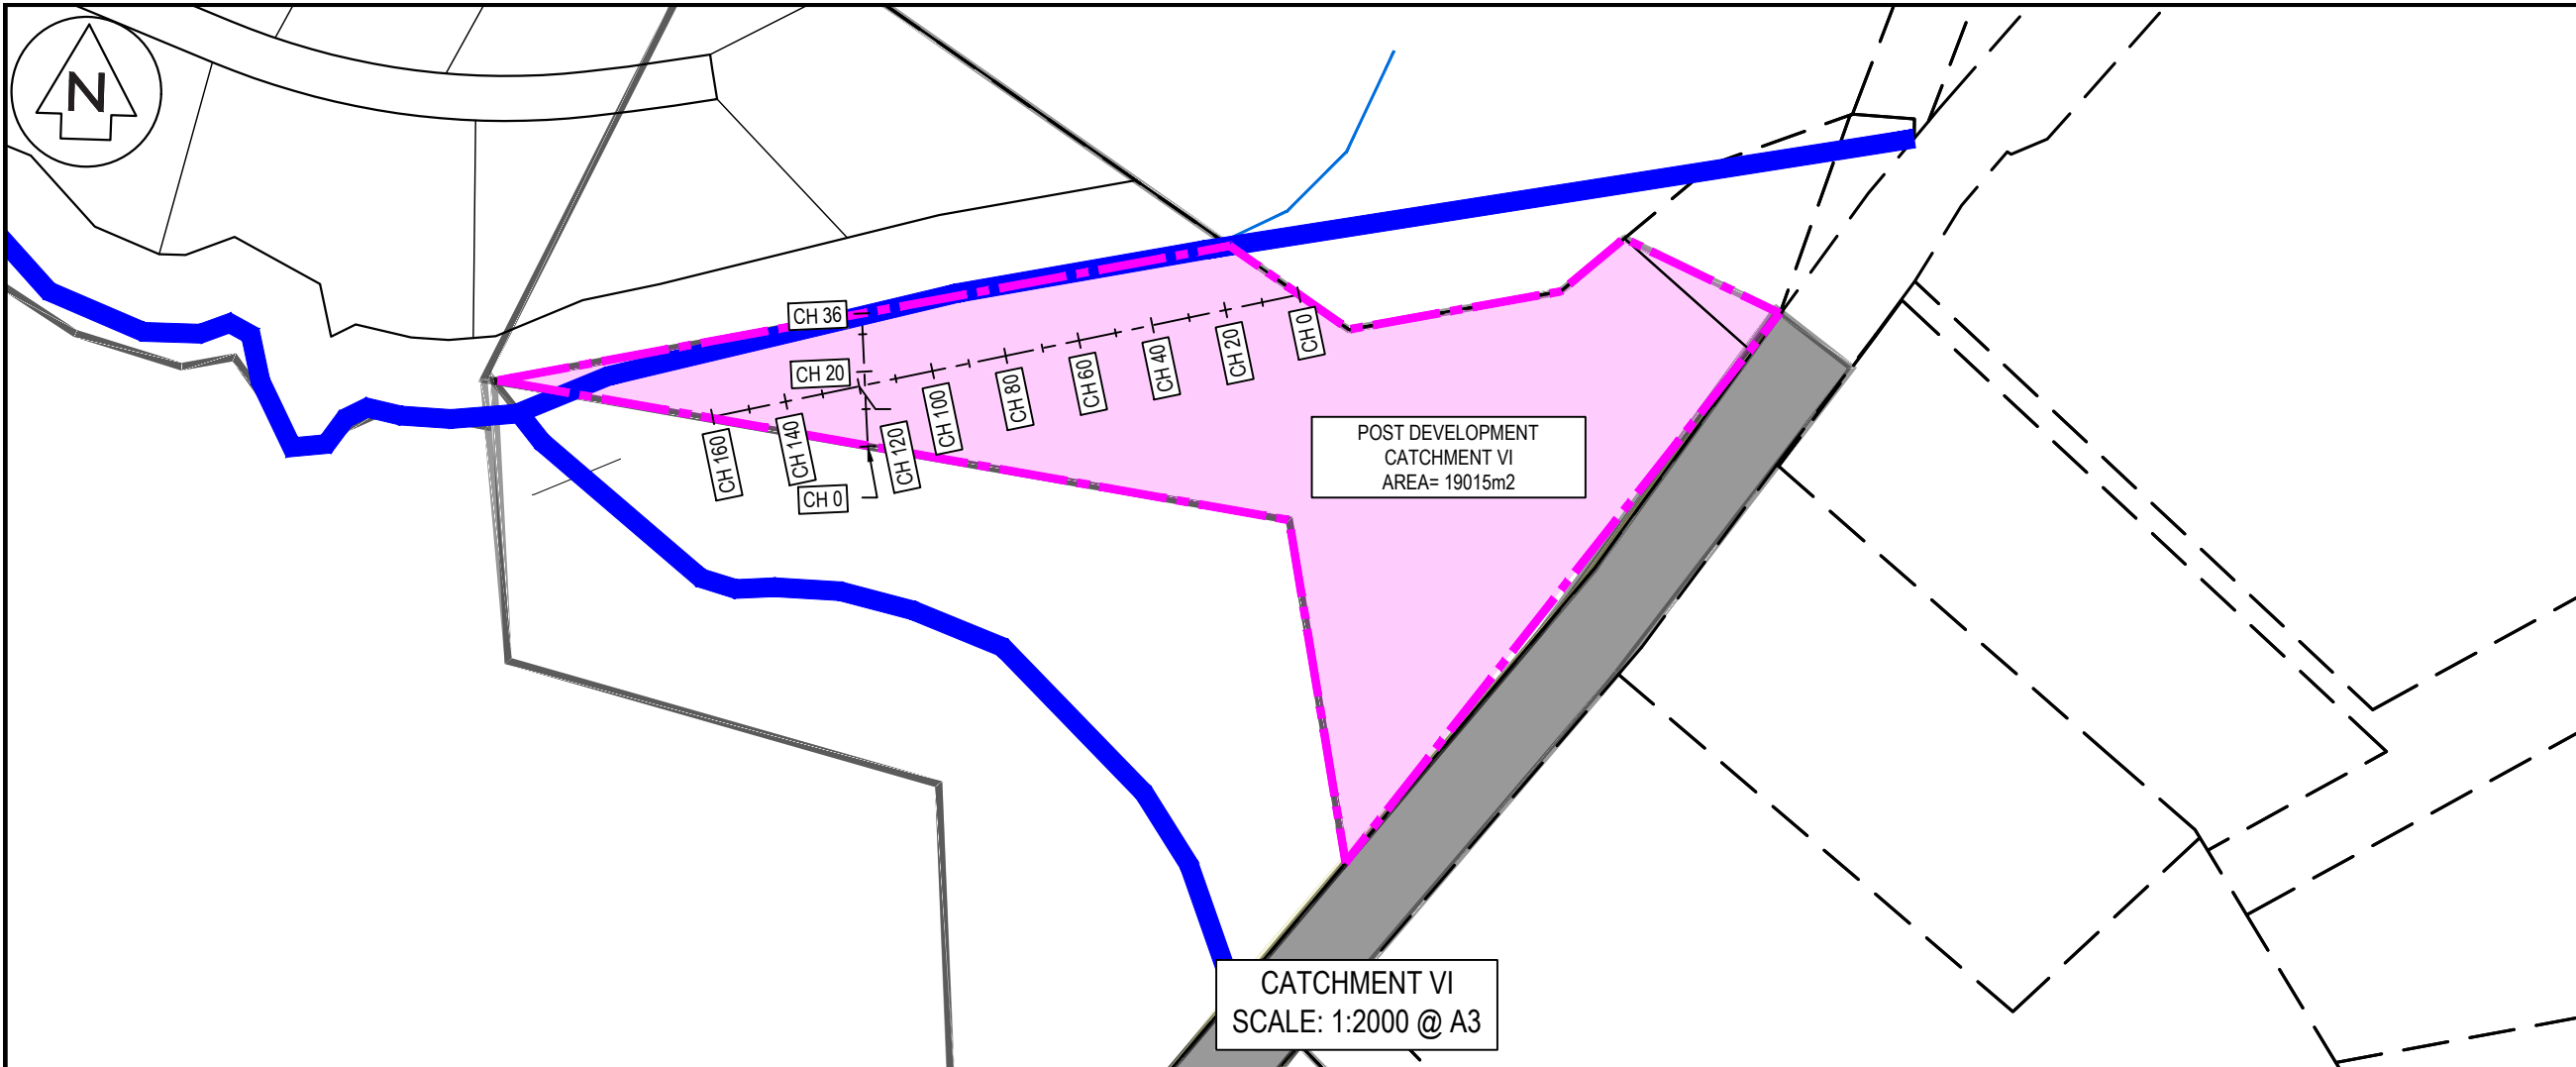 N
CH 36
CH 20
CH 0
CH 20
CH 40
CH 60
CH 80
CH 100
CH 120
CH 140
CH 160
CH 0
POST DEVELOPMENT
CATCHMENT VI
AREA= 19015m2
CATCHMENT VI
SCALE: 1:2000 @ A3